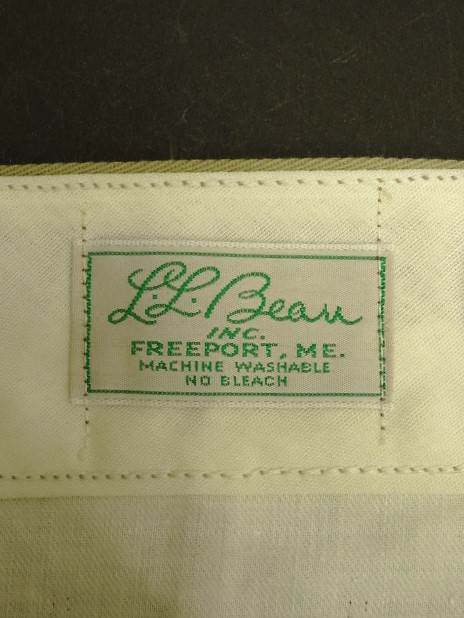 L.L.Bean
INC.
FREEPORT, ME.
MACHINE WASHABLE
NO BLEACH